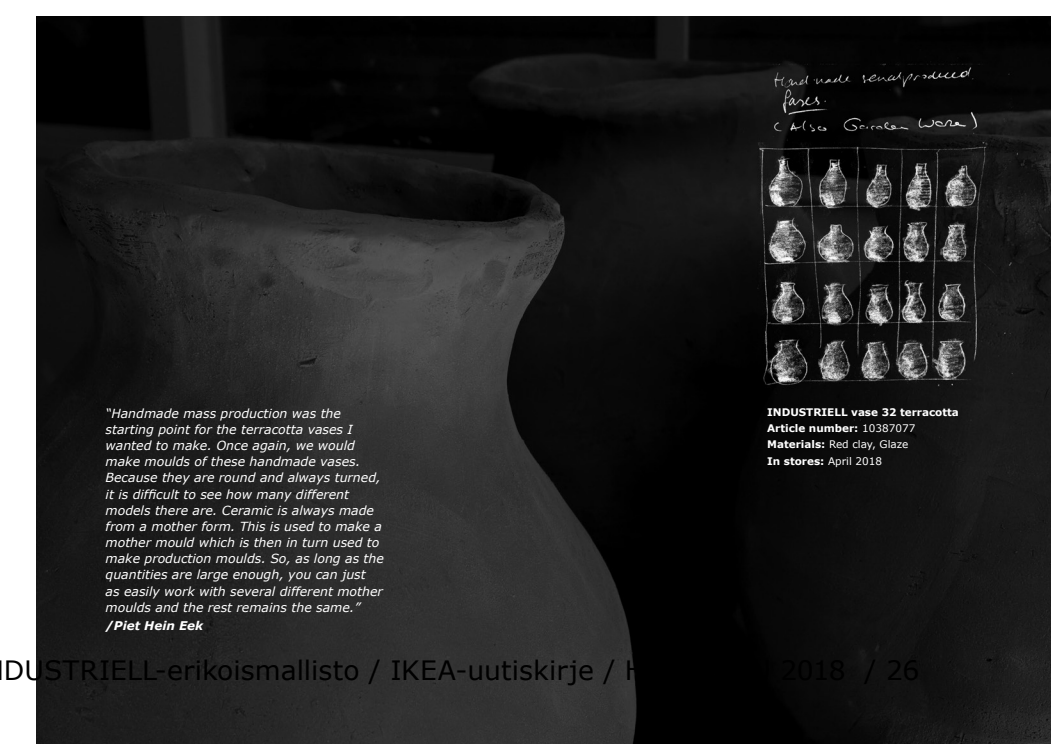 Handmade serialproduced
fases.
(Also Garden Ware)
“Handmade mass production was the
starting point for the terracotta vases I
wanted to make. Once again, we would
make moulds of these handmade vases.
Because they are round and always turned,
it is difficult to see how many different
models there are. Ceramic is always made
from a mother form. This is used to make a
mother mould which is then in turn used to
make production moulds. So, as long as the
quantities are large enough, you can just
as easily work with several different mother
moulds and the rest remains the same.”
/Piet Hein Eek
INDUSTRIELL vase 32 terracotta
Article number: 10387077
Materials: Red clay, Glaze
In stores: April 2018
NDUSTRIELL-erikoismallisto / IKEA-uutiskirje / H 2018 / 26